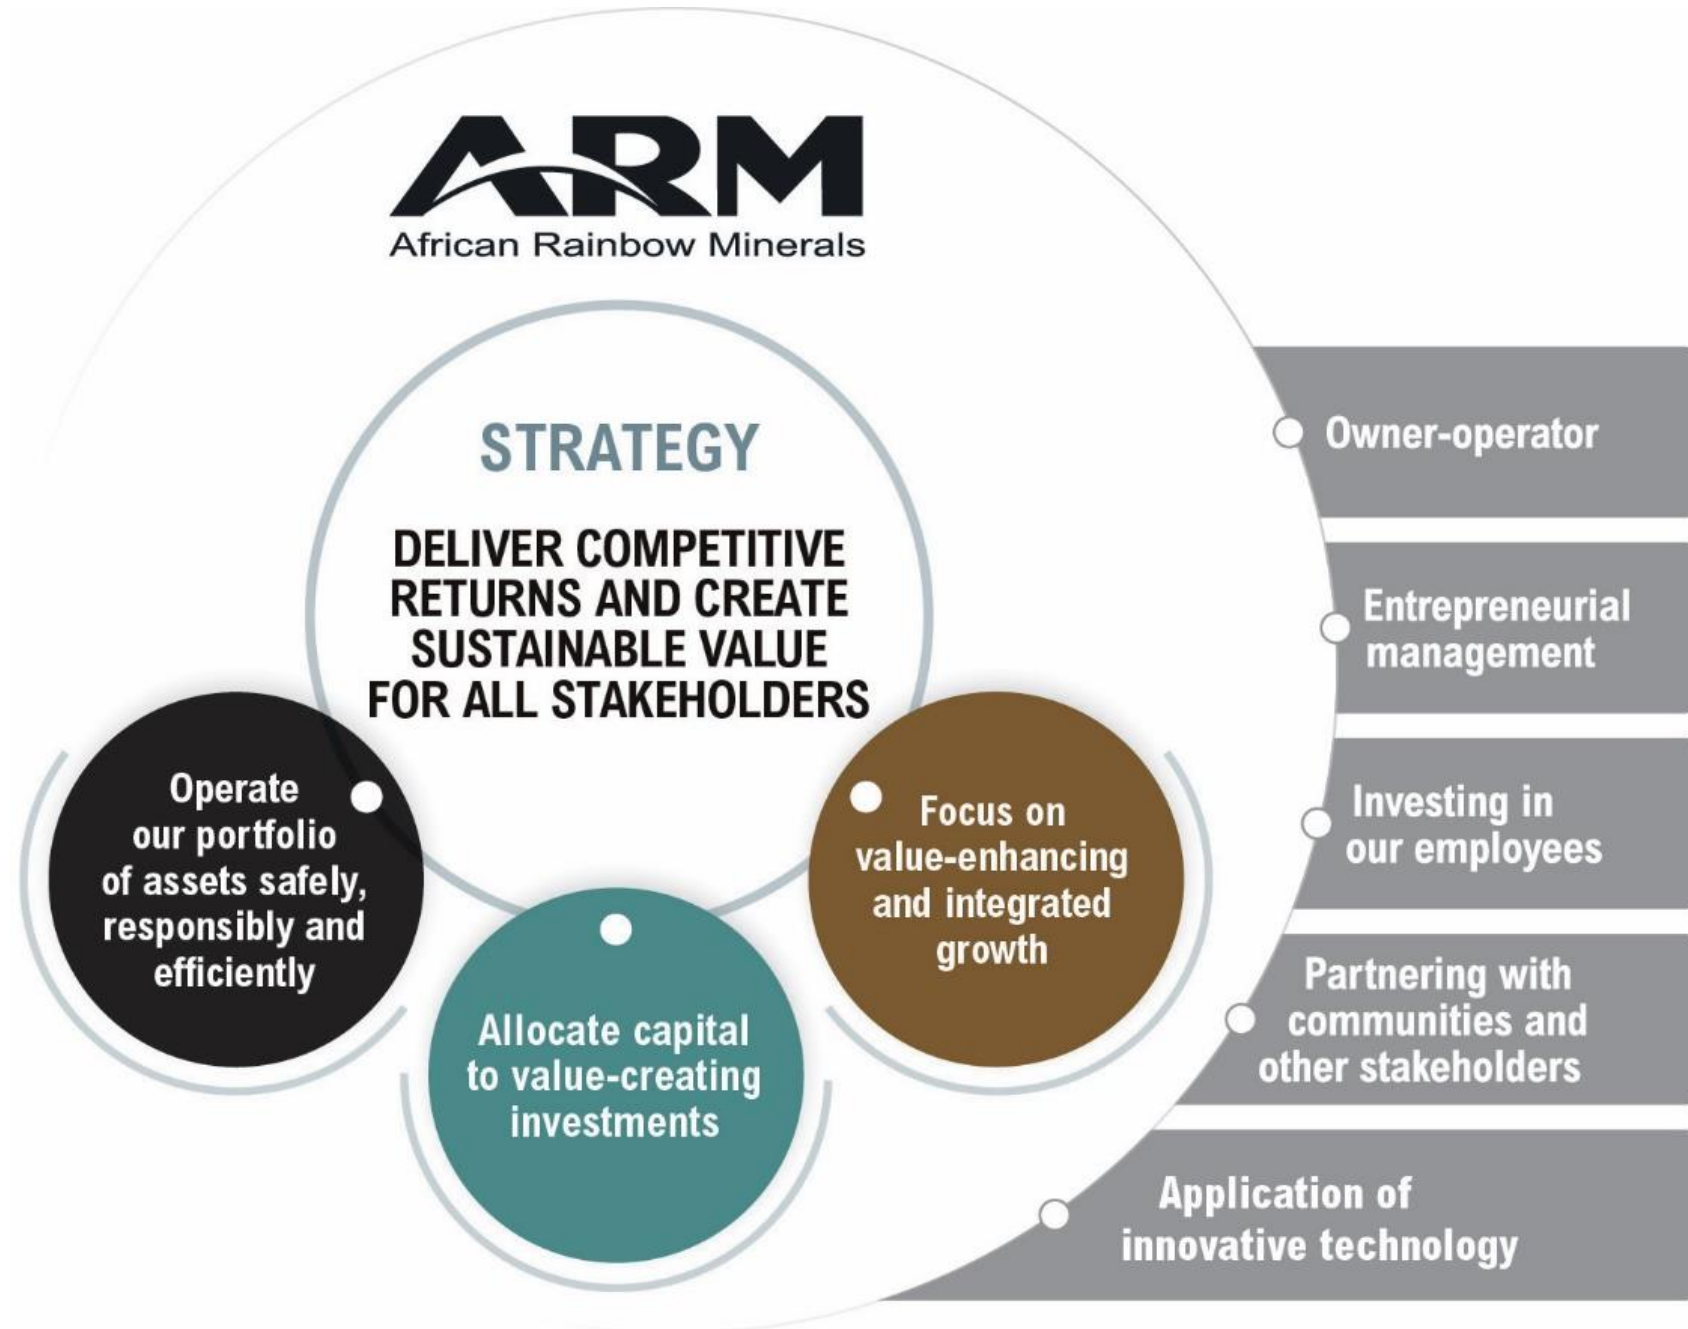 ARM
African Rainbow Minerals
STRATEGY
DELIVER COMPETITIVE
RETURNS AND CREATE
SUSTAINABLE VALUE
FOR ALL STAKEHOLDERS
Operate
our portfolio
of assets safely,
responsibly and
efficiently
Allocate capital
to value-creating
investments
Focus on
value-enhancing
and integrated
growth
Owner-operator
Entrepreneurial
management
Investing in
our employees
Partnering with
communities and
other stakeholders
Application of
innovative technology